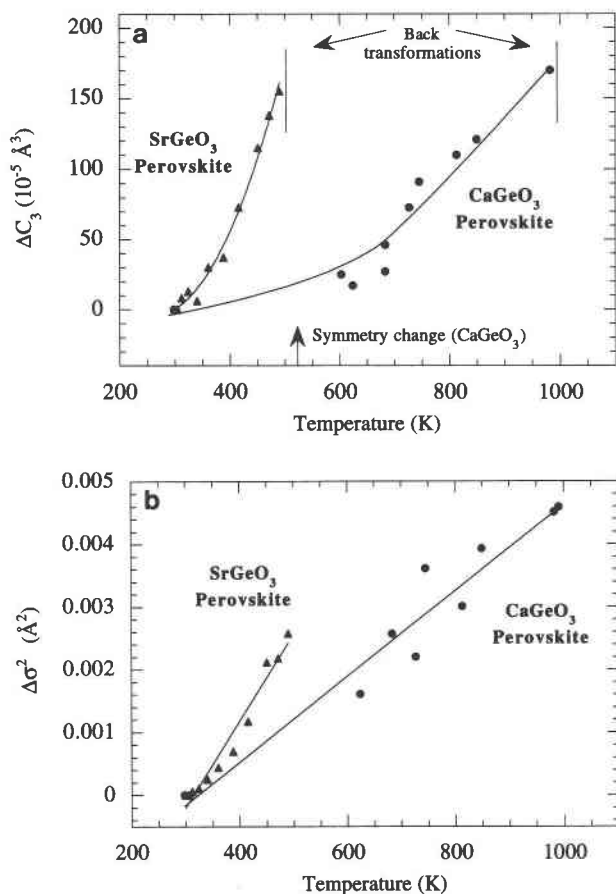 a
200
150
100
50
0
ΔC₃ (10⁻⁵ Å³)
Back
transformations
SrGeO₃
Perovskite
CaGeO₃
Perovskite
Symmetry change (CaGeO₃)
200 400 600 800 1000
Temperature (K)
b
0.005
0.004
0.003
0.002
0.001
0
Δσ² (Å²)
SrGeO₃
Perovskite
CaGeO₃
Perovskite
200 400 600 800 1000
Temperature (K)